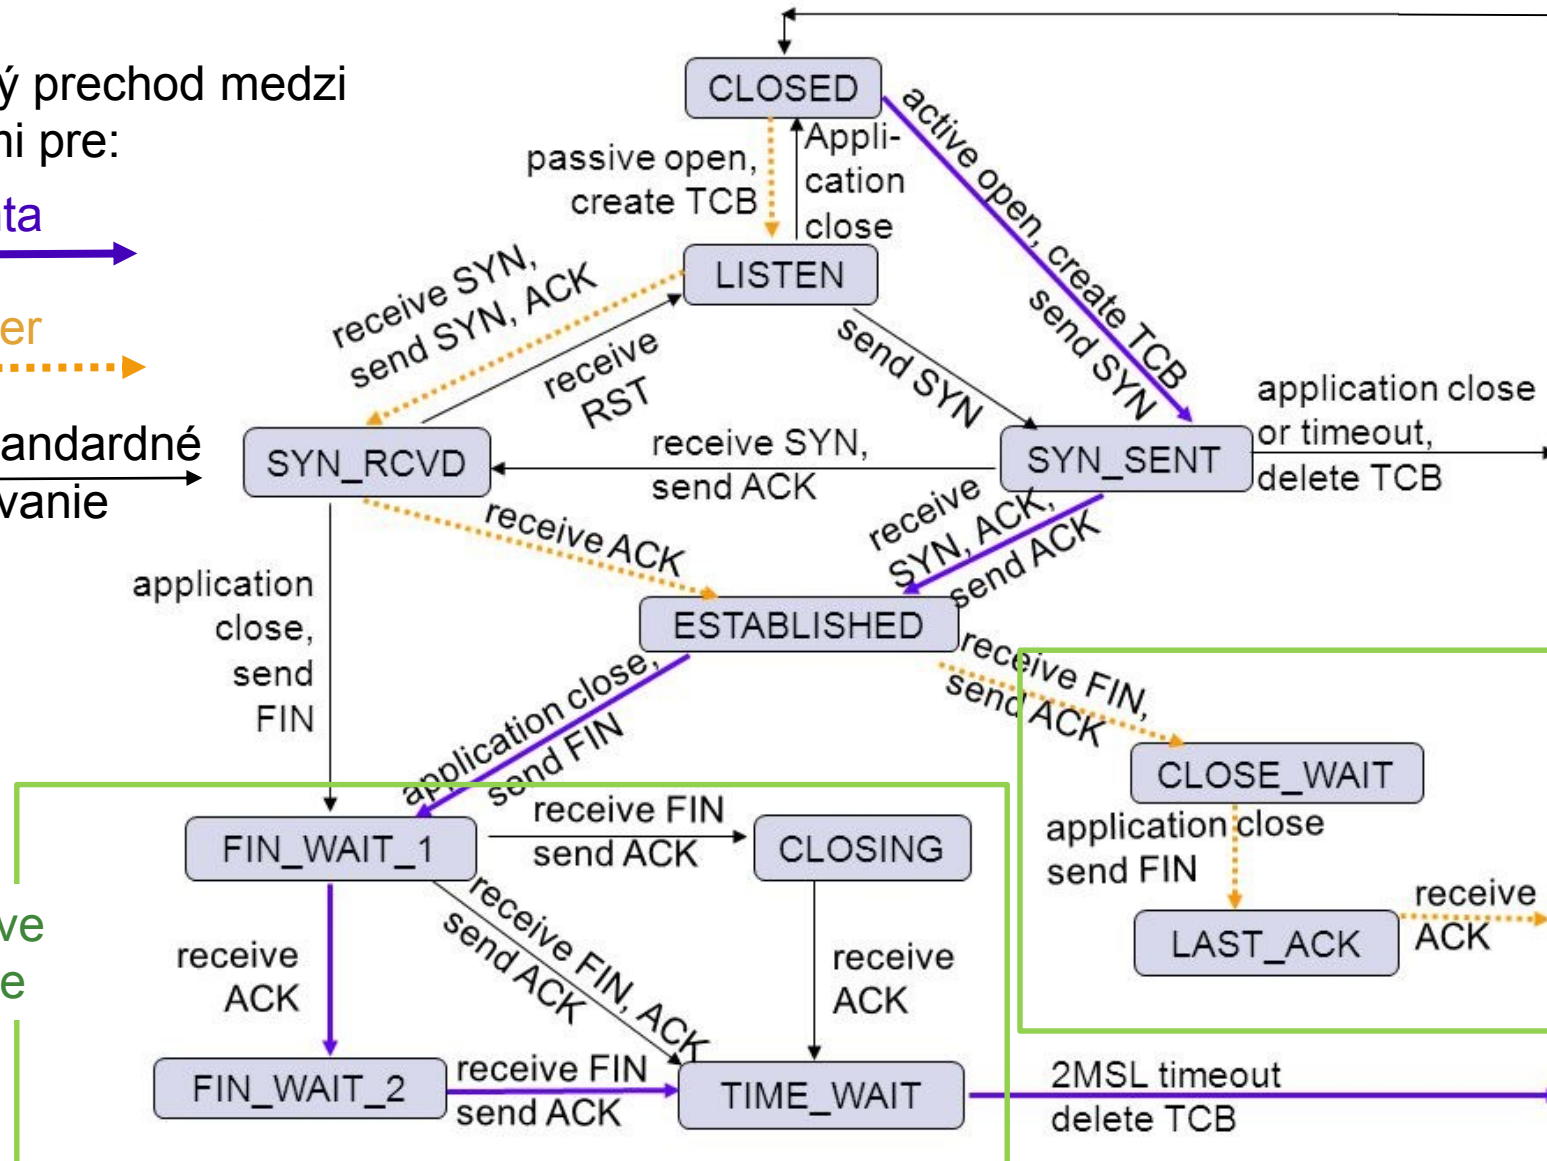 ý prechod medzi
ni pre:
nta
er
tandardné
vanie
CLOSED
passive open,
create TCB
Appli-
cation
close
active open, create TCB
send SYN
LISTEN
receive SYN,
send SYN, ACK
receive
RST
send SYN
SYN_RCVD
receive SYN,
send ACK
SYN_SENT
application close
or timeout,
delete TCB
receive ACK
receive
SYN, ACK,
send ACK
application
close,
send
FIN
ESTABLISHED
application close,
send FIN
receive FIN,
send ACK
CLOSE_WAIT
application close
send FIN
LAST_ACK
receive
ACK
FIN_WAIT_1
receive FIN
send ACK
CLOSING
ve
e
receive
ACK
receive FIN, ACK
send ACK
receive
ACK
FIN_WAIT_2
receive FIN
send ACK
TIME_WAIT
2MSL timeout
delete TCB